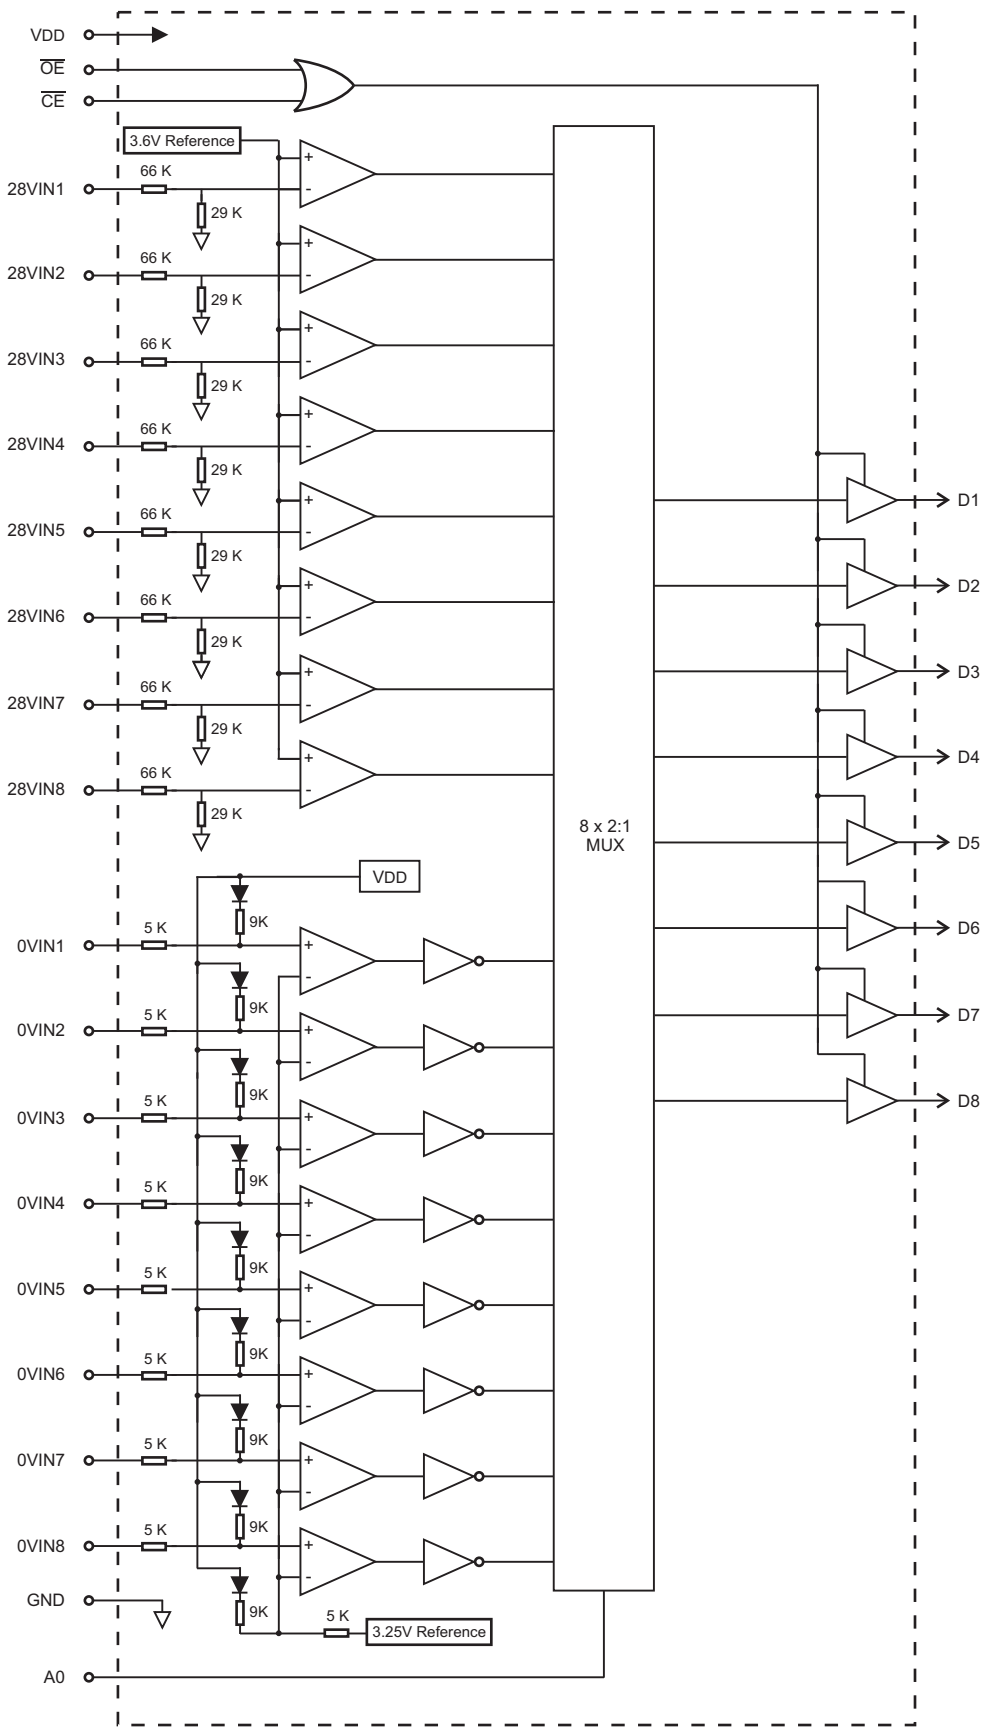 VDD
OE
CE
3.6V Reference
66 K
28VIN1
+
-
29 K
66 K
28VIN2
+
-
29 K
66 K
28VIN3
+
-
29 K
66 K
28VIN4
+
-
29 K
D1
66 K
28VIN5
+
-
29 K
D2
66 K
28VIN6
+
-
29 K
D3
66 K
28VIN7
+
-
29 K
D4
66 K
28VIN8
+
-
29 K
8 x 2:1
MUX
D5
VDD
9K
5 K
0VIN1
+
-
D6
9K
5 K
0VIN2
+
-
D7
9K
5 K
0VIN3
+
-
D8
9K
5 K
0VIN4
+
-
9K
5 K
0VIN5
+
-
9K
5 K
0VIN6
+
-
9K
5 K
0VIN7
+
-
9K
5 K
0VIN8
+
-
GND
9K
5 K
3.25V Reference
A0